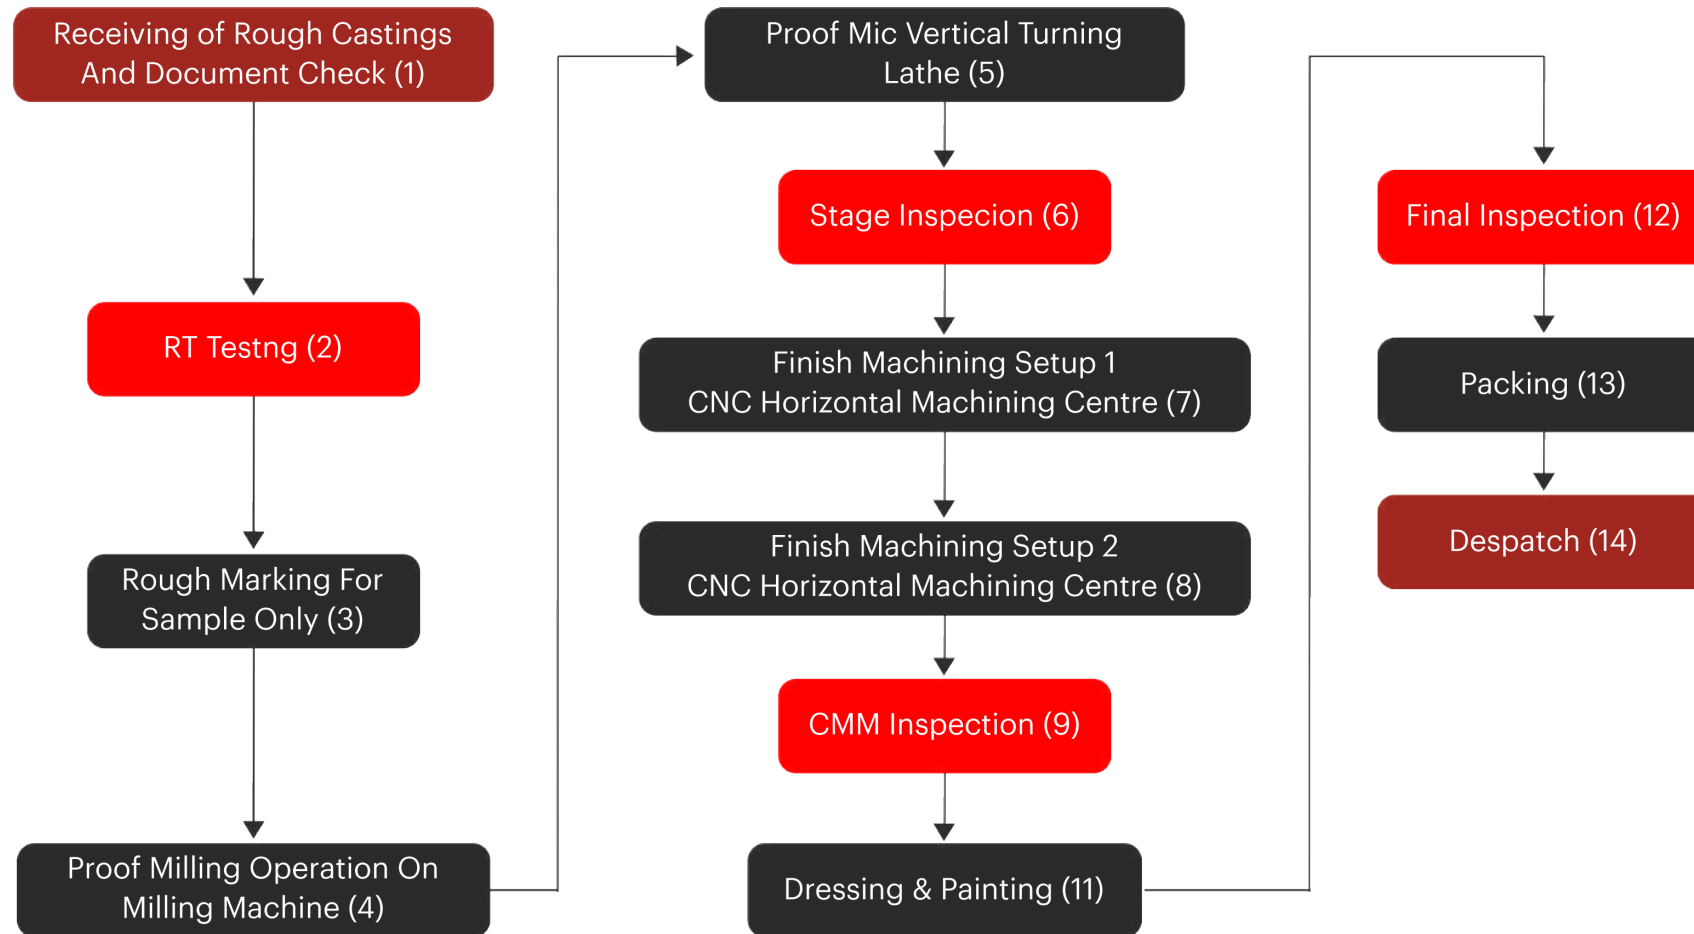 Receiving of Rough Castings
And Document Check (1)
RT Testng (2)
Rough Marking For
Sample Only (3)
Proof Milling Operation On
Milling Machine (4)
Proof Mic Vertical Turning
Lathe (5)
Stage Inspecion (6)
Finish Machining Setup 1
CNC Horizontal Machining Centre (7)
Finish Machining Setup 2
CNC Horizontal Machining Centre (8)
CMM Inspection (9)
Dressing & Painting (11)
Final Inspection (12)
Packing (13)
Despatch (14)